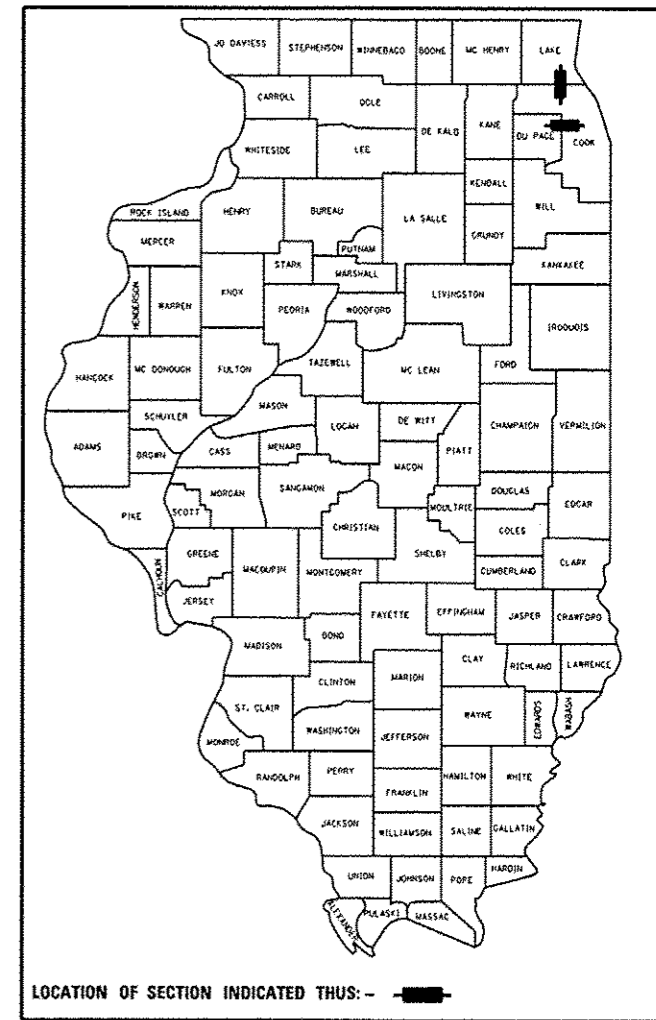 JO DAVIESS STEPHENSON WINNEBAGO BOONE MC HENRY LAKE
CARROLL OGLE DE KALB KANE DU PAGE COOK
WHITESIDE LEE
KENDALL WILL
ROCK ISLAND HENRY BUREAU LA SALLE GRUNDY
MERCER PUTNAM KANKAKEE
STARK MARSHALL
HENDERSON WARREN KNOX PEORIA WOODFORD LIVINGSTON IROQUOIS
HANCOCK MC DONOUGH FULTON TAZEWELL MC LEAN FORD
SCHUYLER MASON LOGAN DE WITT CHAMPAIGN VERMILION
ADAMS BROWN CASS MENARD MACON PIATT
PIKE SCOTT MORGAN SANGAMON CHRISTIAN MOULTRIE DOUGLAS EDGAR
COLES
CALHOUN GREENE MACOUPIN MONTGOMERY SHELBY CUMBERLAND CLARK
JERSEY FAYETTE EFFINGHAM JASPER CRAWFORD
MADISON BOND CLAY RICHLAND LAWRENCE
CLINTON MARION
ST. CLAIR WAYNE EDWARDS WABASH
MONROE WASHINGTON JEFFERSON
RANDOLPH PERRY HAMILTON WHITE
FRANKLIN
JACKSON WILLIAMSON SALINE GALLATIN
UNION JOHNSON POPE HARDIN
ALEXANDER PULASKI MASSAC
LOCATION OF SECTION INDICATED THUS: -